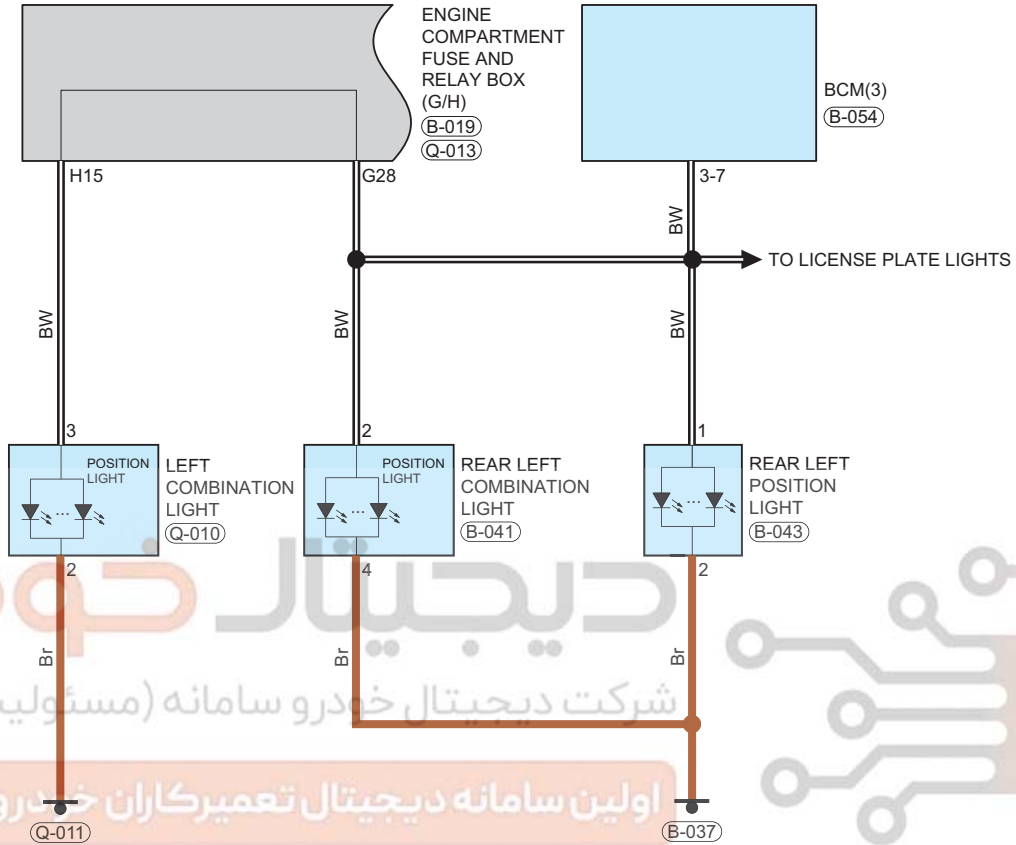 ENGINE
COMPARTMENT
FUSE AND
RELAY BOX
(G/H)
B-019
Q-013
BCM(3)
B-054
H15
G28
3-7
BW
TO LICENSE PLATE LIGHTS
BW
BW
BW
3
2
1
POSITION
LIGHT
LEFT
COMBINATION
LIGHT
Q-010
POSITION
LIGHT
REAR LEFT
COMBINATION
LIGHT
B-041
REAR LEFT
POSITION
LIGHT
B-043
2
4
2
دیجیتال خود
Br
Br
Br
شرکت دیجیتال خودرو سامانه (مسئولیت
اولین سامانه دیجیتال تعمیرکاران خودرو
Q-011
B-037